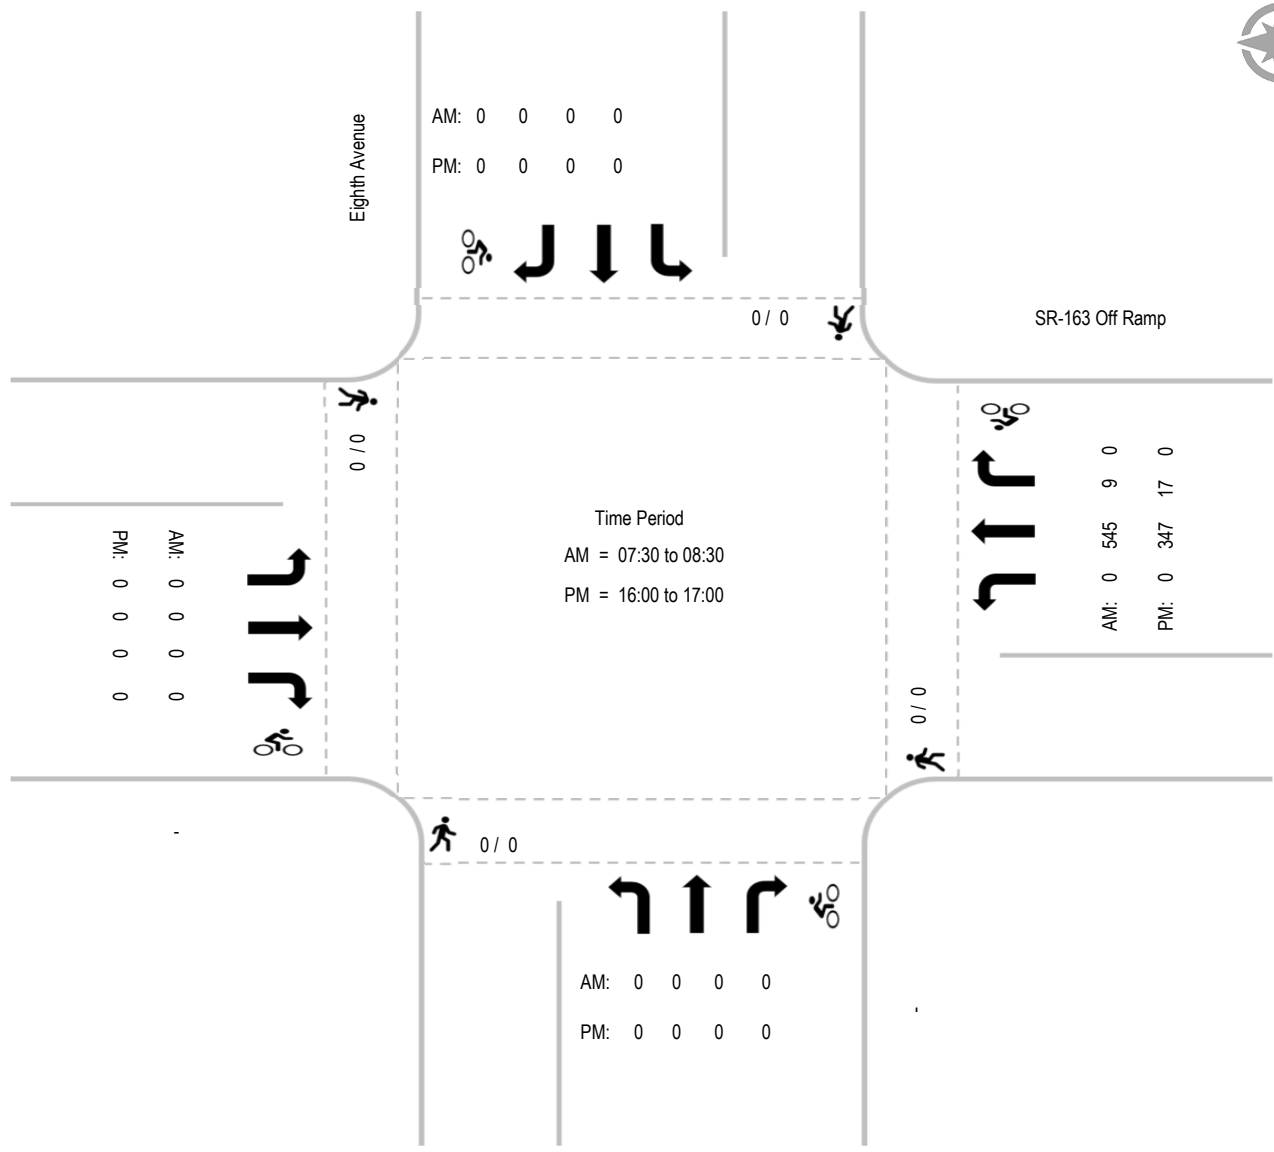 Eighth Avenue
AM: 0 0 0 0
PM: 0 0 0 0
0 / 0
SR-163 Off Ramp
0 / 0
Time Period
AM = 07:30 to 08:30
PM = 16:00 to 17:00
AM: 0 545 9 0
PM: 0 347 17 0
AM: 0 0 0 0
PM: 0 0 0 0
0 / 0
-
0 / 0
AM: 0 0 0 0
PM: 0 0 0 0
-